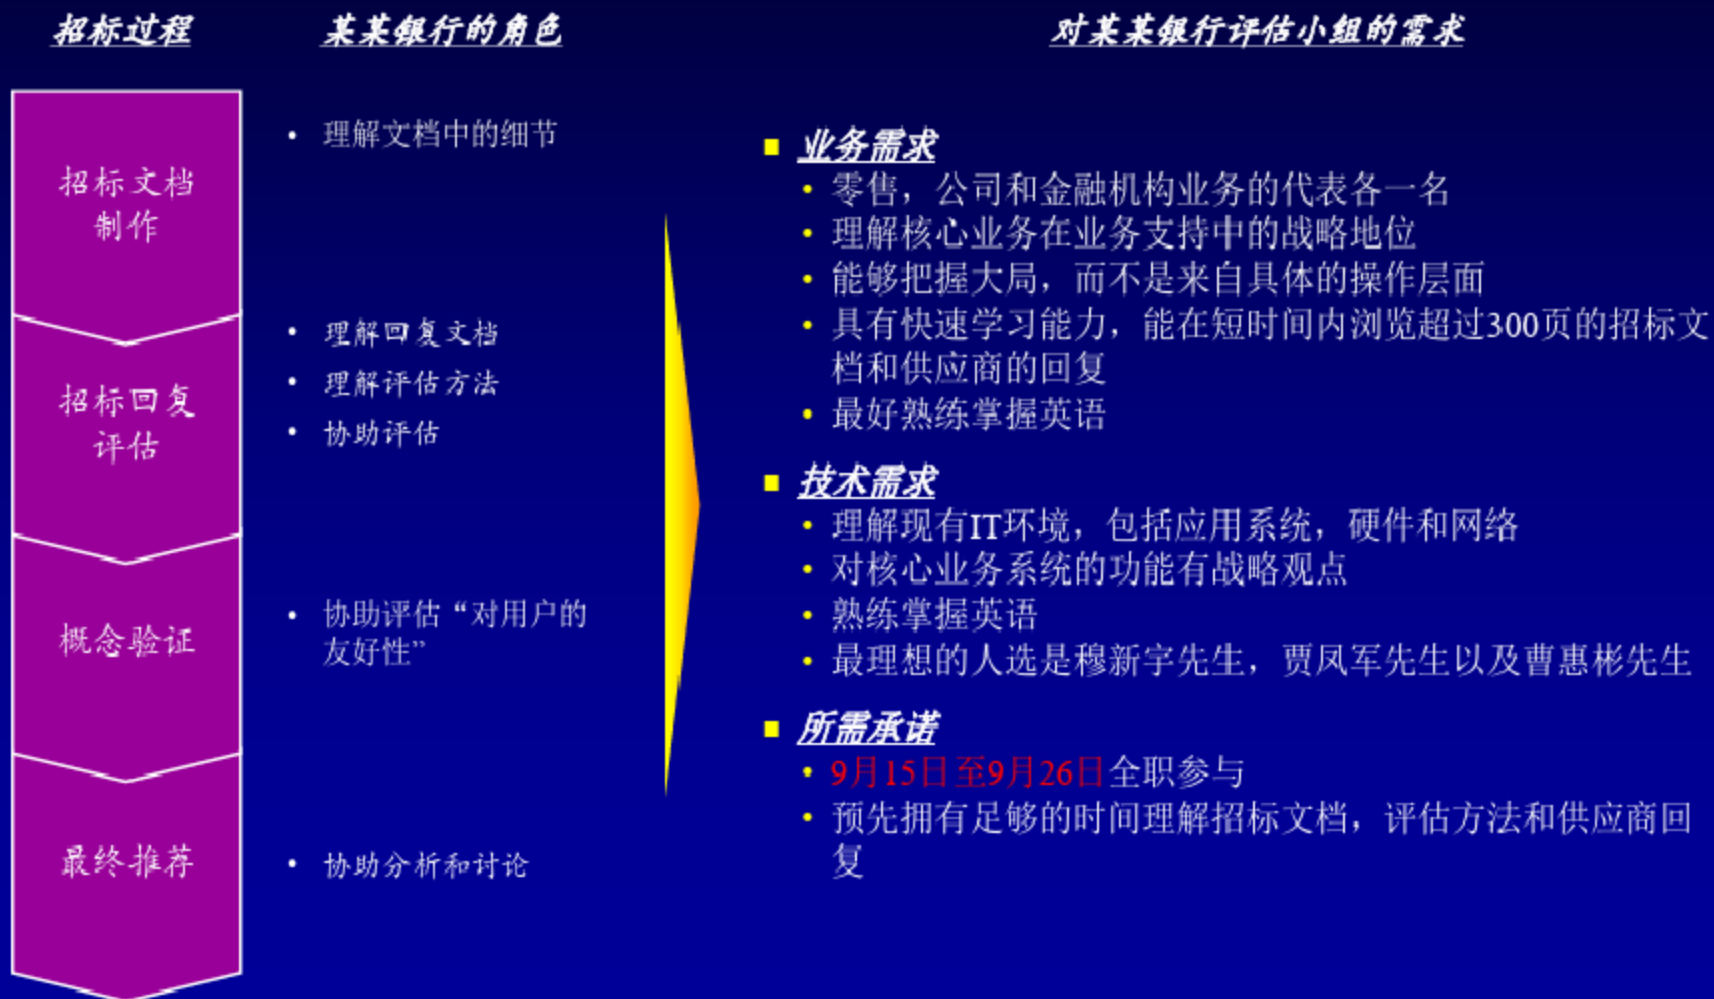 招标过程
某某银行的角色
对某某银行评估小组的需求
招标文档
制作
• 理解文档中的细节
招标回复
评估
• 理解回复文档
• 理解评估方法
• 协助评估
概念验证
• 协助评估“对用户的
友好性”
最终推荐
• 协助分析和讨论
■ 业务需求
• 零售，公司和金融机构业务的代表各一名
• 理解核心业务在业务支持中的战略地位
• 能够把握大局，而不是来自具体的操作层面
• 具有快速学习能力，能在短时间内浏览超过300页的招标文
档和供应商的回复
• 最好熟练掌握英语
■ 技术需求
• 理解现有IT环境，包括应用系统，硬件和网络
• 对核心业务系统的功能有战略观点
• 熟练掌握英语
• 最理想的人选是穆新宇先生，贾凤军先生以及曹惠彬先生
■ 所需承诺
• 9月15日至9月26日全职参与
• 预先拥有足够的时间理解招标文档，评估方法和供应商回
复